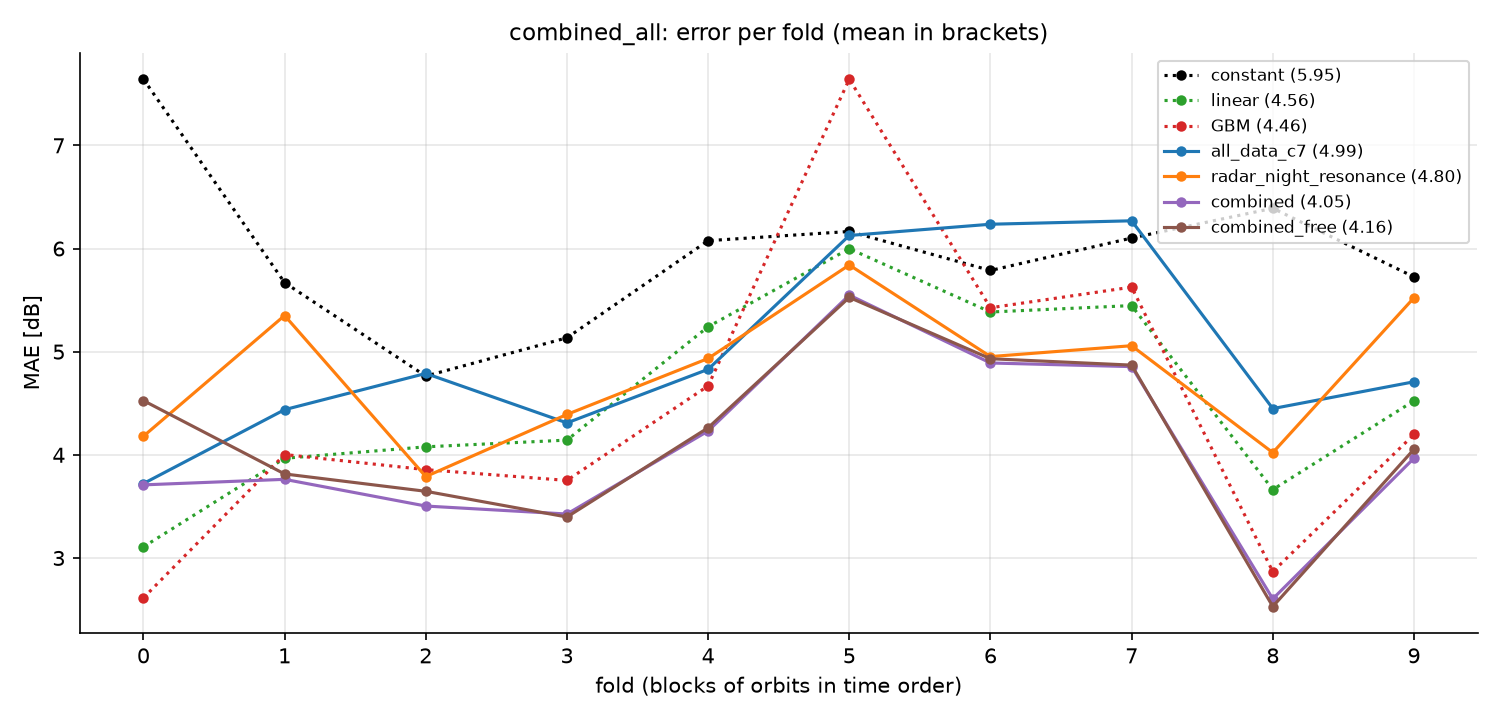 combined_all: error per fold (mean in brackets)
constant (5.95)
linear (4.56)
GBM (4.46)
all_data_c7 (4.99)
radar_night_resonance (4.80)
combined (4.05)
combined_free (4.16)
MAE [dB]
7
6
5
4
3
0 1 2 3 4 5 6 7 8 9
fold (blocks of orbits in time order)